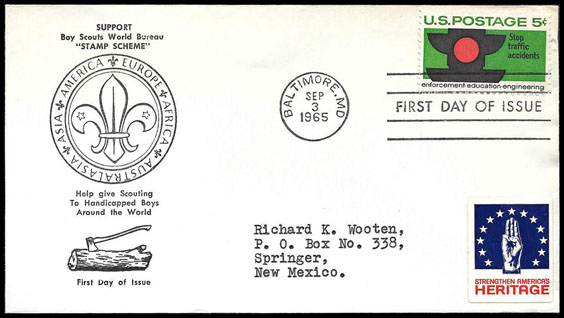 SUPPORT
Boy Scouts World Bureau
"STAMP SCHEME"
ASIA AMERICA EUROPE AFRICA AUSTRALASIA
Help give Scouting
To Handicapped Boys
Around the World
First Day of Issue
BALTIMORE, MD
SEP
3
1965
U.S. POSTAGE 5¢
Stop
traffic
accidents
enforcement·education·engineering
FIRST DAY OF ISSUE
Richard K. Wooten,
P. O. Box No. 338,
Springer,
New Mexico.
STRENGTHEN AMERICA'S
HERITAGE